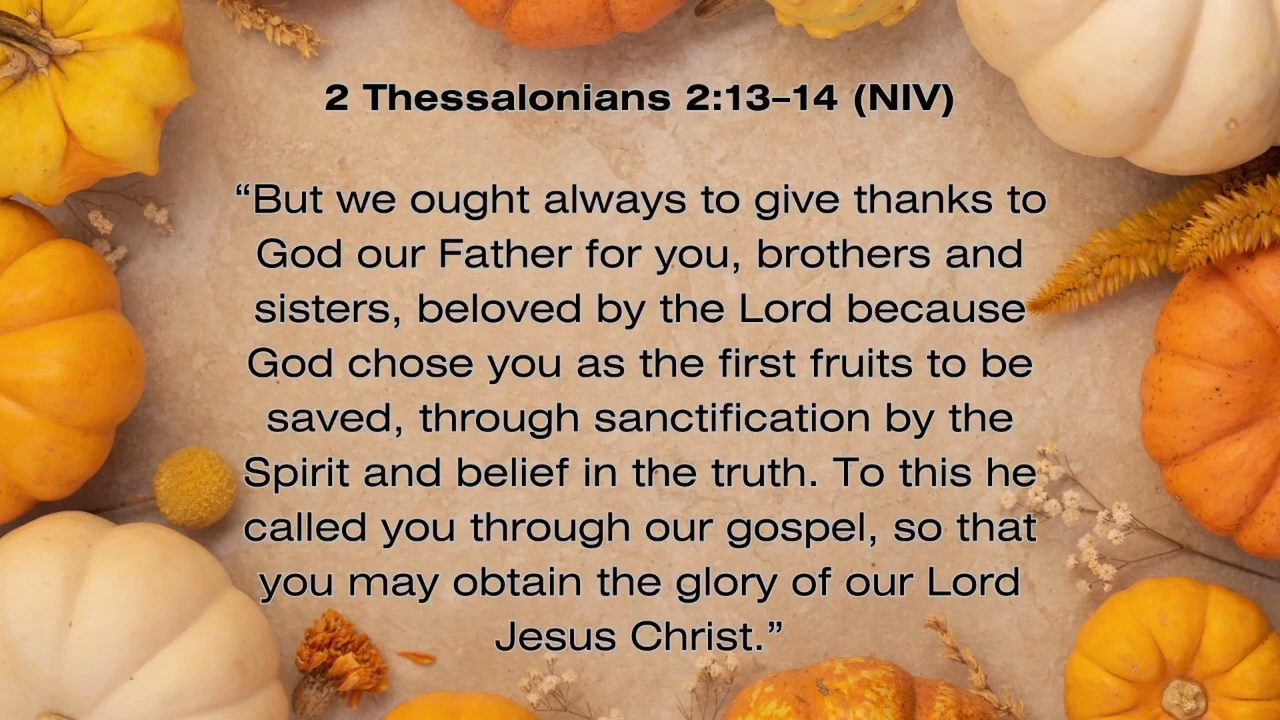 2 Thessalonians 2:13–14 (NIV)
“But we ought always to give thanks to
God our Father for you, brothers and
sisters, beloved by the Lord because
God chose you as the first fruits to be
saved, through sanctification by the
Spirit and belief in the truth. To this he
called you through our gospel, so that
you may obtain the glory of our Lord
Jesus Christ.”